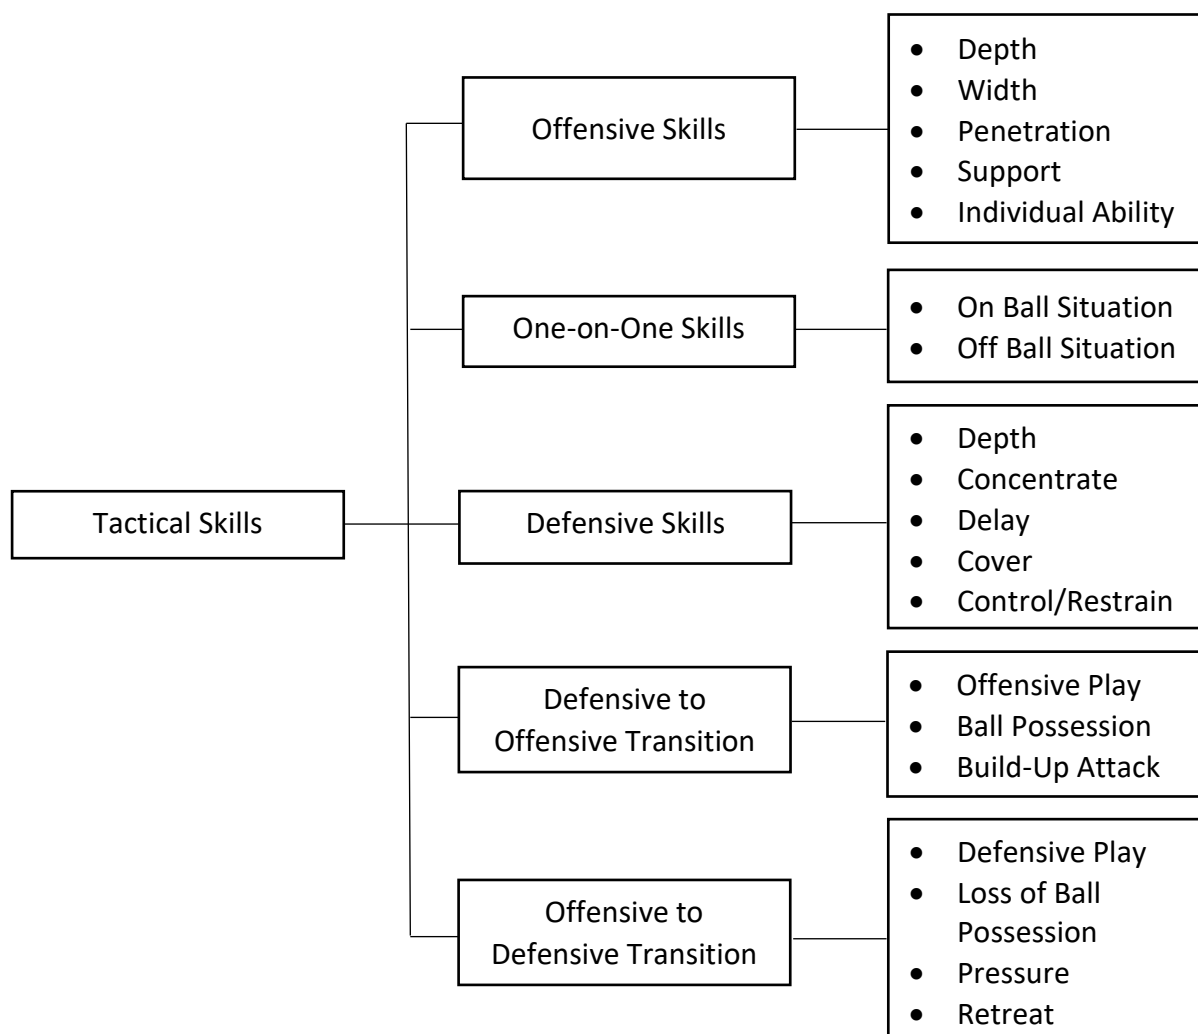 Tactical Skills
Offensive Skills
• Depth
• Width
• Penetration
• Support
• Individual Ability
One-on-One Skills
• On Ball Situation
• Off Ball Situation
Defensive Skills
• Depth
• Concentrate
• Delay
• Cover
• Control/Restrain
Defensive to
Offensive Transition
• Offensive Play
• Ball Possession
• Build-Up Attack
Offensive to
Defensive Transition
• Defensive Play
• Loss of Ball
Possession
• Pressure
• Retreat